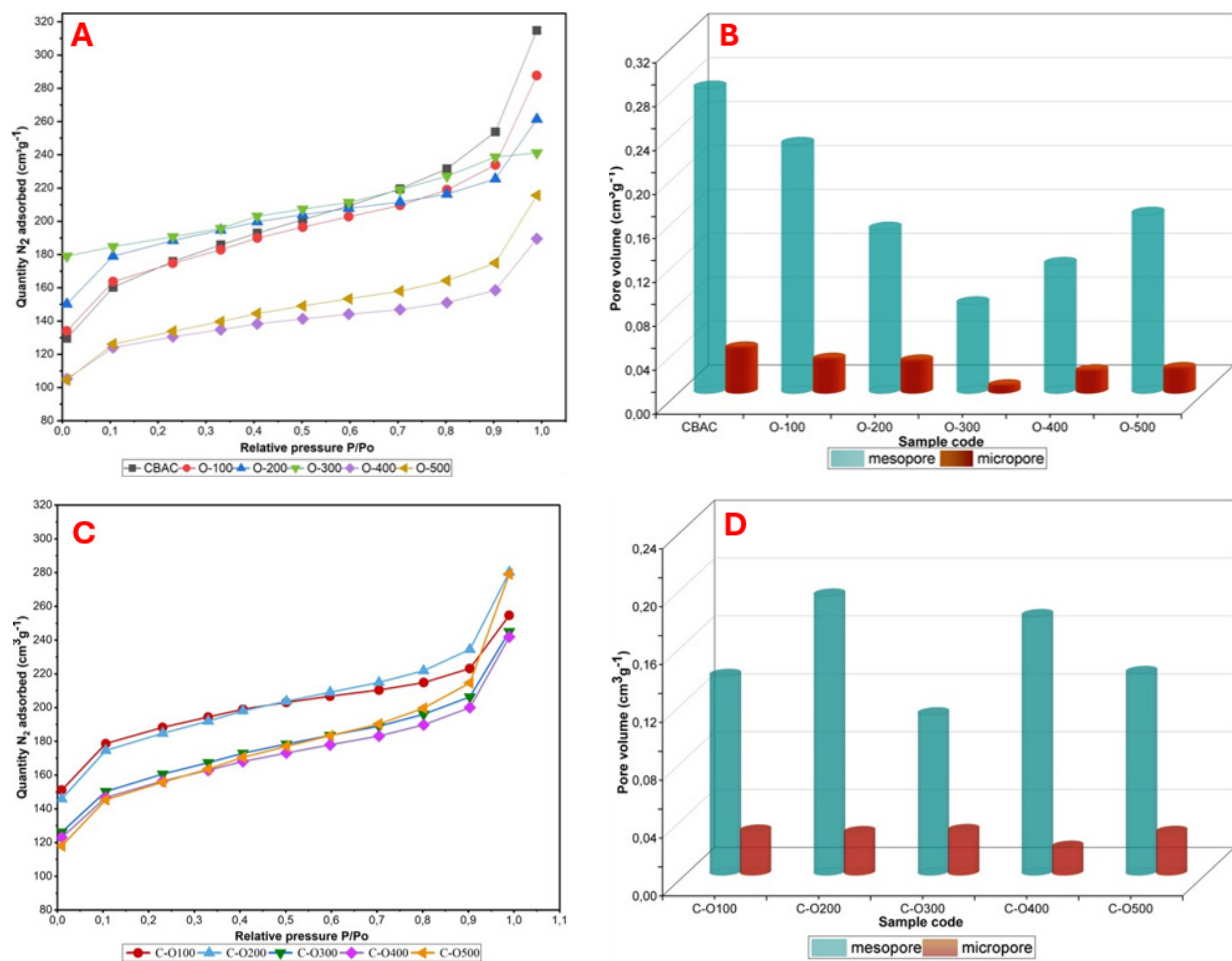 A
Quantity N2 adsorbed (cm³g-1)
320
300
280
260
240
220
200
180
160
140
120
100
80
0,0 0,1 0,2 0,3 0,4 0,5 0,6 0,7 0,8 0,9 1,0
Relative pressure P/Po
CBAC O-100 O-200 O-300 O-400 O-500
B
Pore volume (cm³g-1)
0,32
0,28
0,24
0,20
0,16
0,12
0,08
0,04
0,00
CBAC O-100 O-200 O-300 O-400 O-500
Sample code
mesopore micropore
C
Quantity N2 adsorbed (cm3g-1)
320
300
280
260
240
220
200
180
160
140
120
100
80
0,0 0,1 0,2 0,3 0,4 0,5 0,6 0,7 0,8 0,9 1,0 1,1
Relative pressure P/Po
C-O100 C-O200 C-O300 C-O400 C-O500
D
Pore volume (cm3g-1)
0,24
0,20
0,16
0,12
0,08
0,04
0,00
C-O100 C-O200 C-O300 C-O400 C-O500
Sample code
mesopore micropore